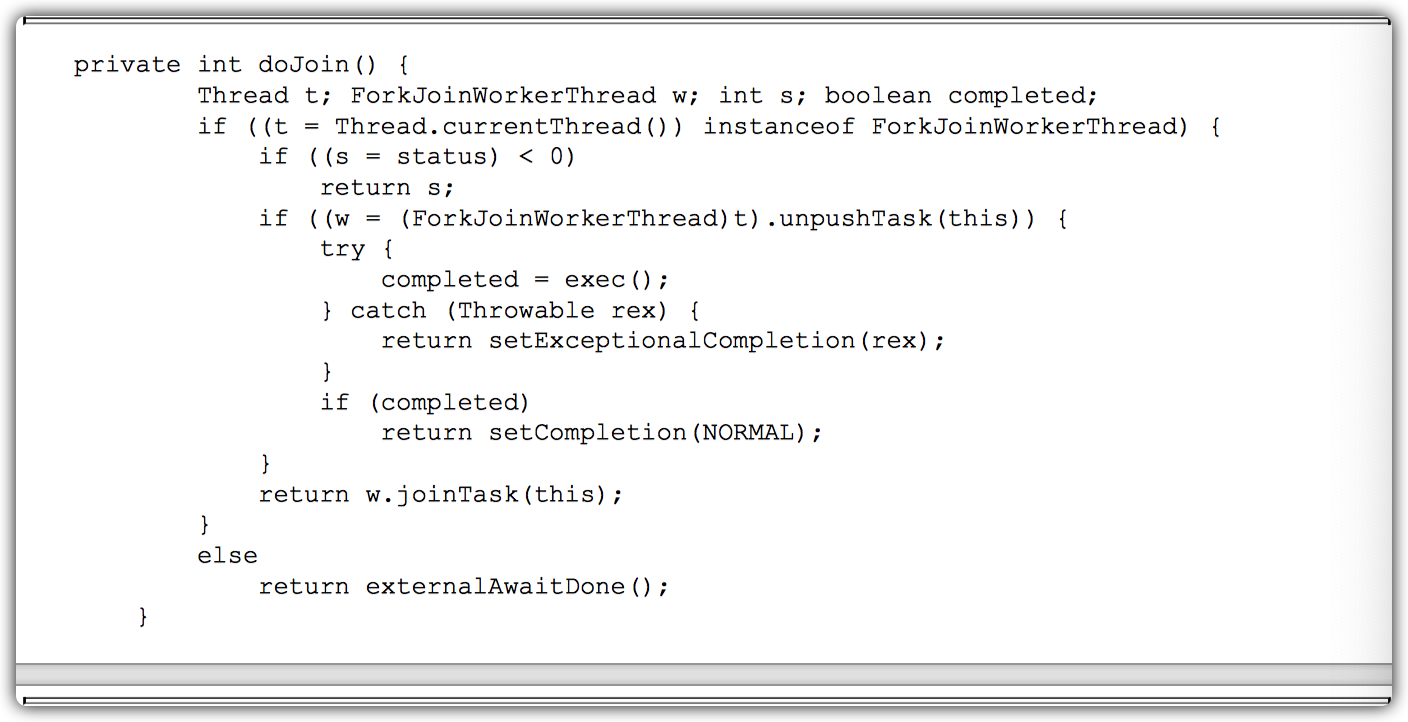 private int doJoin() {
        Thread t; ForkJoinWorkerThread w; int s; boolean completed;
        if ((t = Thread.currentThread()) instanceof ForkJoinWorkerThread) {
            if ((s = status) < 0)
                return s;
            if ((w = (ForkJoinWorkerThread)t).unpushTask(this)) {
                try {
                    completed = exec();
                } catch (Throwable rex) {
                    return setExceptionalCompletion(rex);
                }
                if (completed)
                    return setCompletion(NORMAL);
            }
            return w.joinTask(this);
        }
        else
            return externalAwaitDone();
    }